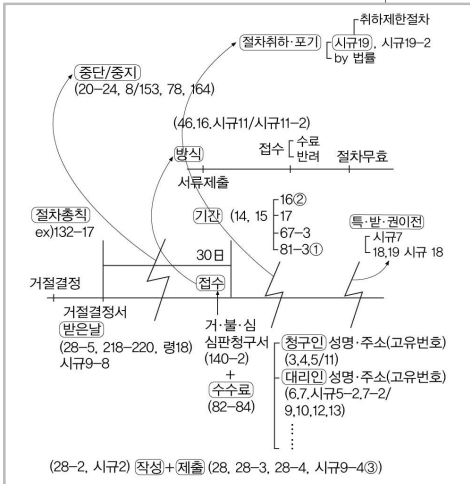 취하제한절차
절차취하·포기 시규19, 시규19-2
by 법률
중단/중지
(20-24, 8/153, 78, 164)
(46,16,시규11/시규11-2)
방식
접수 수료
반려
절차무효
서류제출
16②
절차총칙
ex)132-17
기간 (14, 15
17
67-3
81-3①
특·받·권이전
시규7
18,19 시규 18
30日
거절결정
접수
거절결정서
받은날
(28-5, 218-220, 령18)
시규9-8
거·불·심
심판청구서
(140-2)
+
수수료
(82-84)
청구인 성명·주소(고유번호)
(3,4,5/11)
대리인 성명·주소(고유번호)
(6,7,시규5-2,7-2/
9,10,12,13)
(28-2, 시규2) 작성+제출 (28, 28-3, 28-4, 시규9-4③)